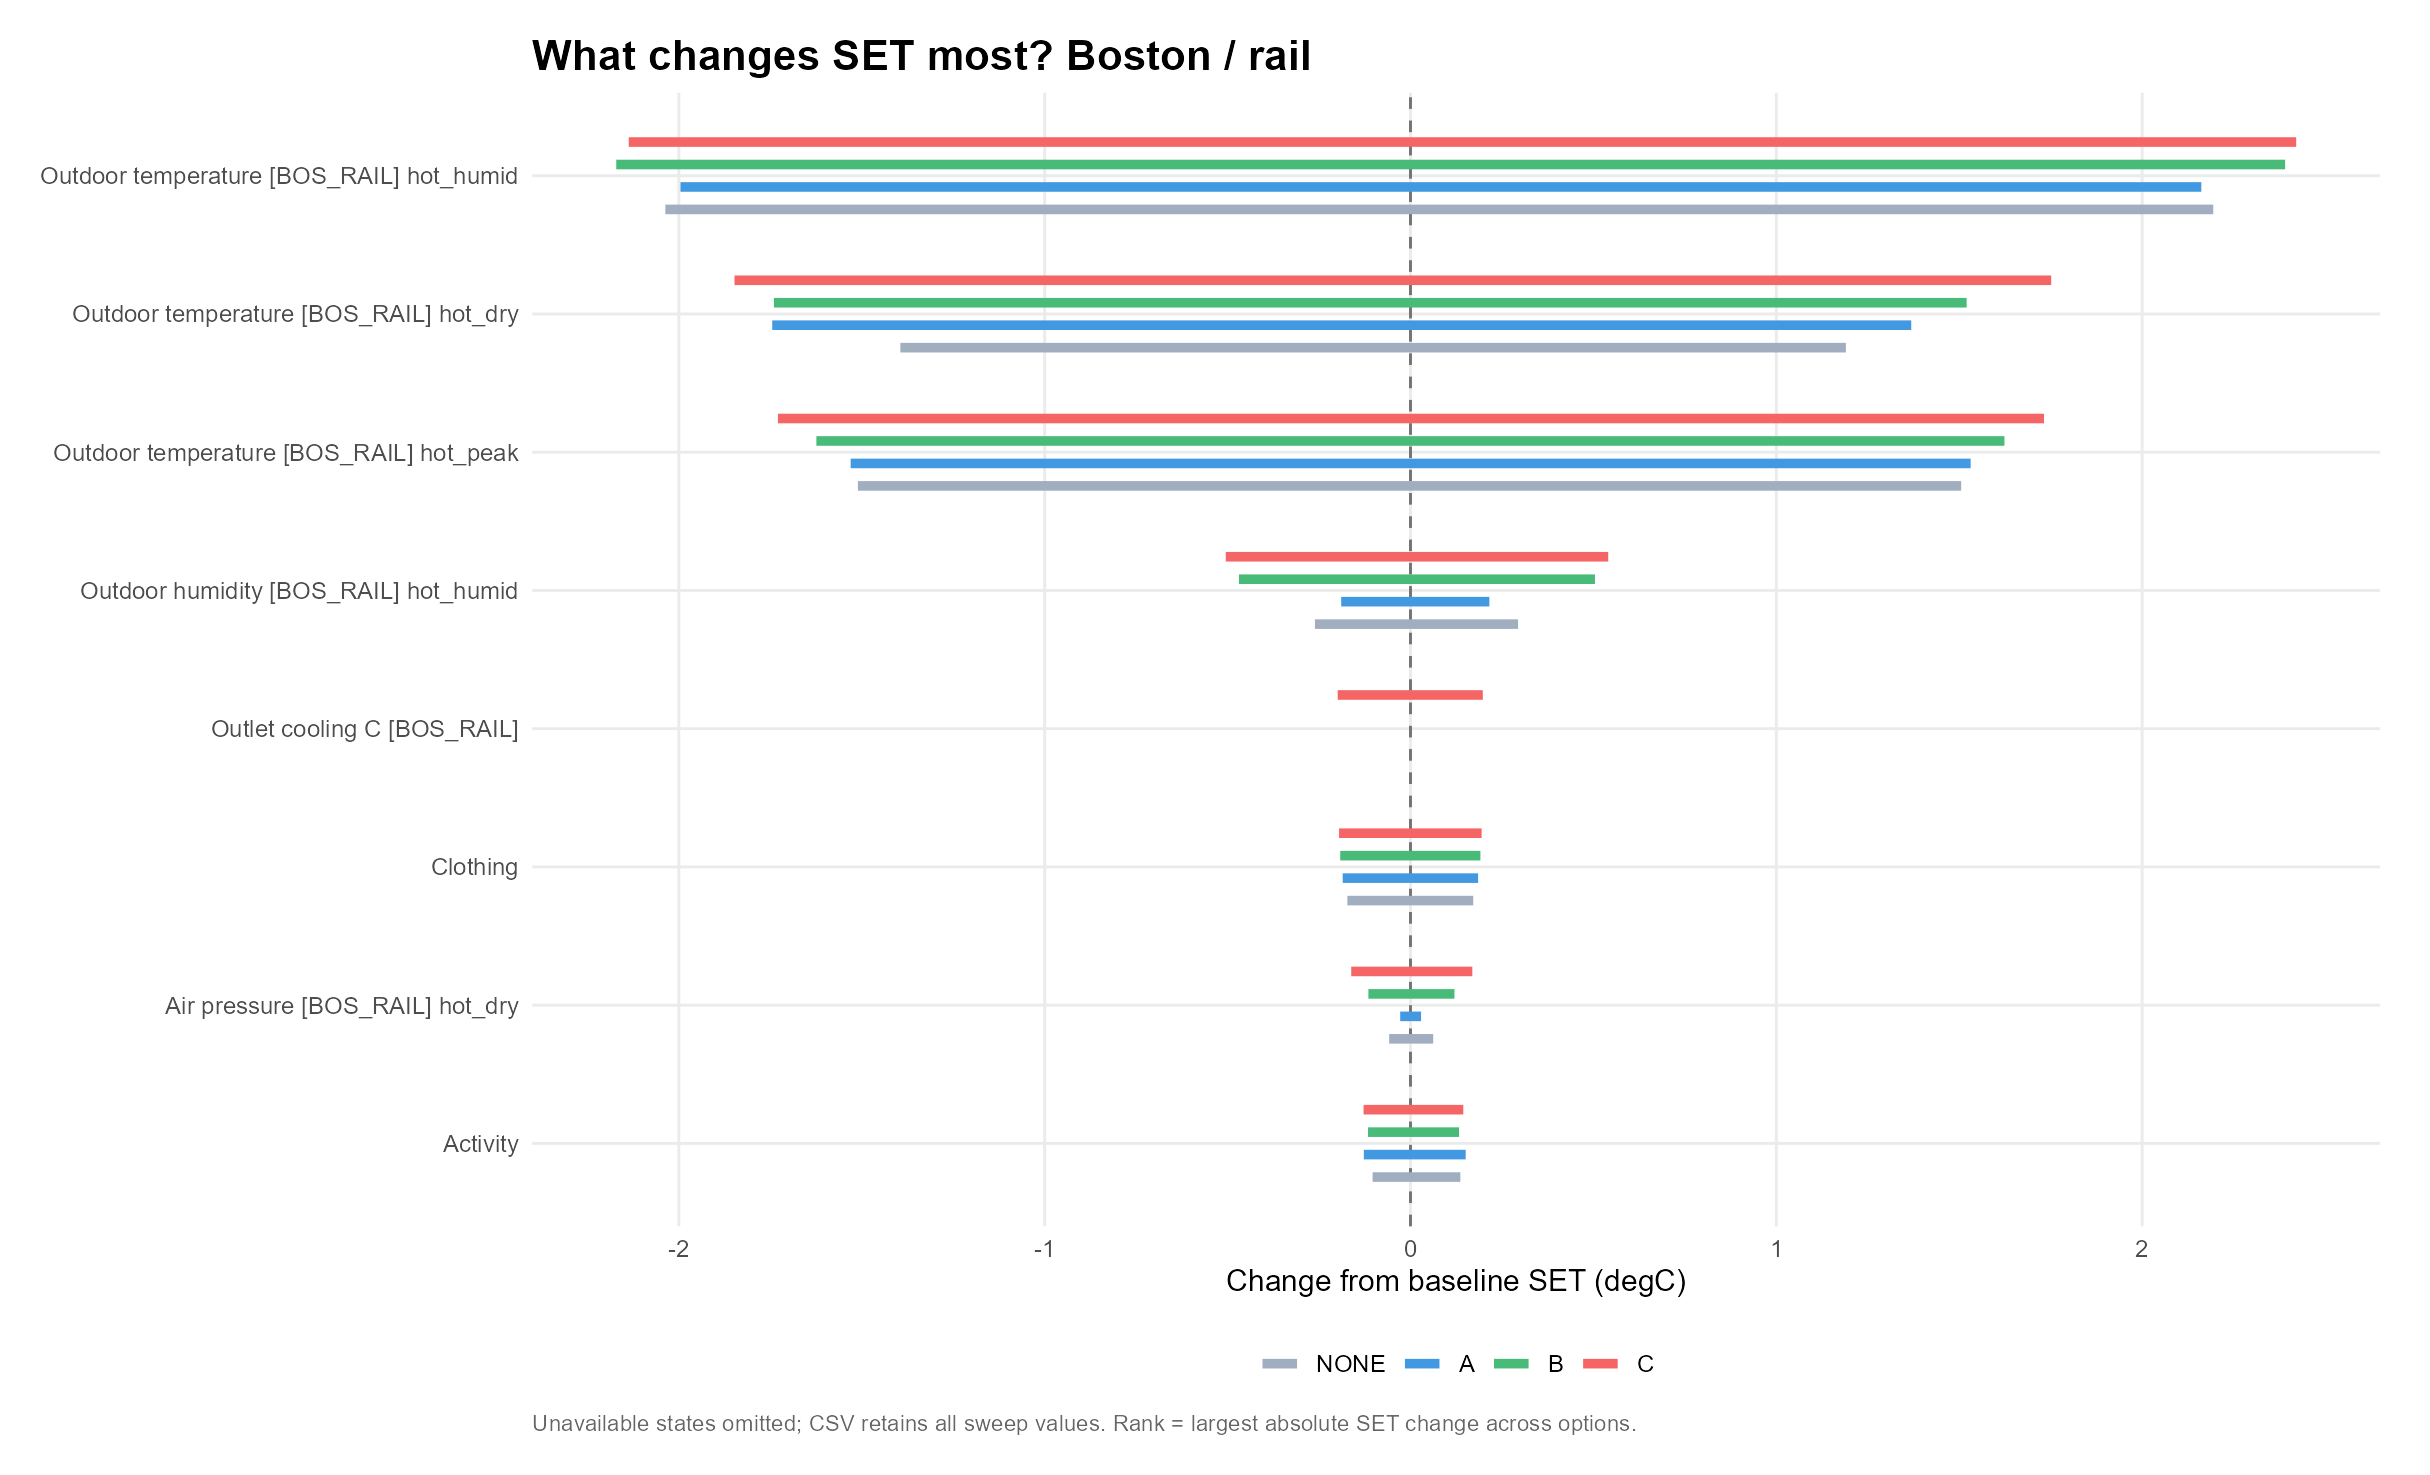 What changes SET most? Boston / rail
Outdoor temperature [BOS_RAIL] hot_humid
Outdoor temperature [BOS_RAIL] hot_dry
Outdoor temperature [BOS_RAIL] hot_peak
Outdoor humidity [BOS_RAIL] hot_humid
Outlet cooling C [BOS_RAIL]
Clothing
Air pressure [BOS_RAIL] hot_dry
Activity
-2 -1 0 1 2
Change from baseline SET (degC)
NONE A B C
Unavailable states omitted; CSV retains all sweep values. Rank = largest absolute SET change across options.